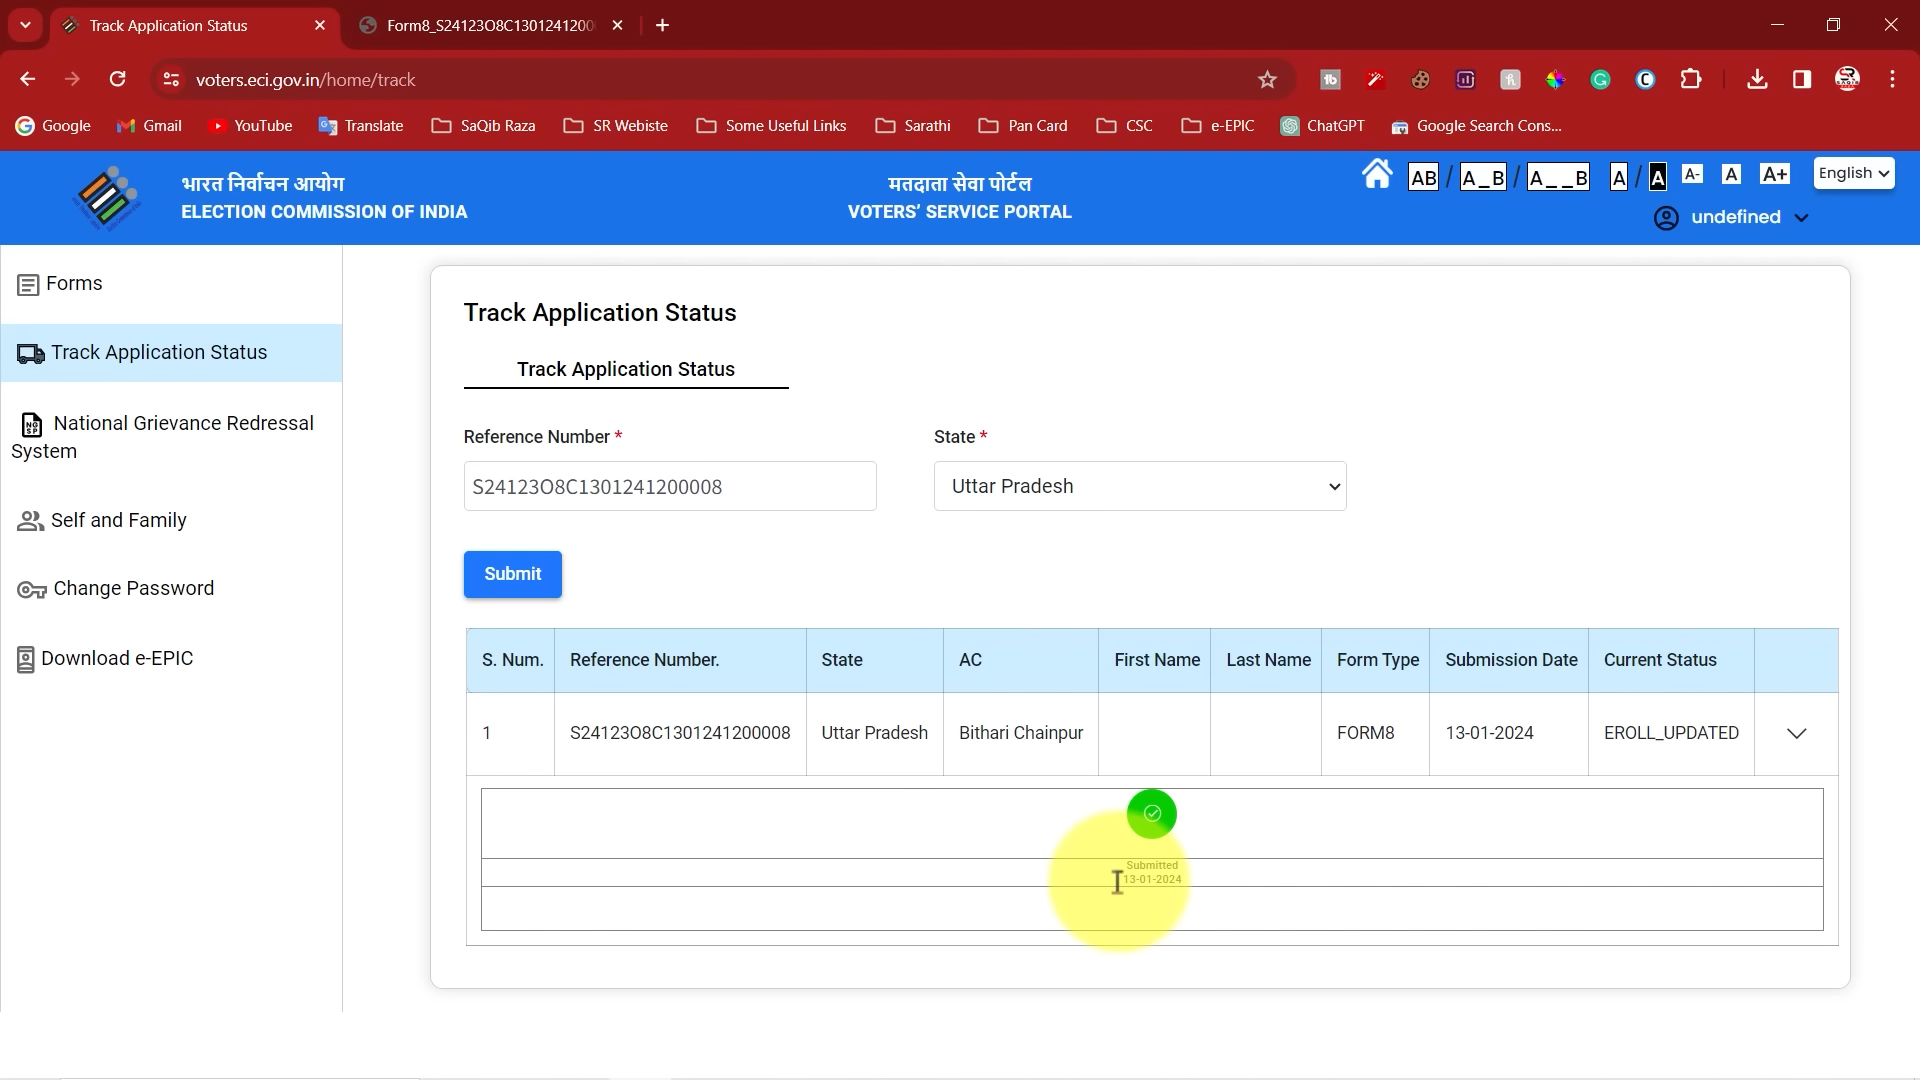 Track Application Status
Form8_S24123O8C1301241200
voters.eci.gov.in/home/track
Google
Gmail
YouTube
Translate
SaQib Raza
SR Webiste
Some Useful Links
Sarathi
Pan Card
CSC
e-EPIC
ChatGPT
Google Search Cons...
भारत निर्वाचन आयोग
ELECTION COMMISSION OF INDIA
मतदाता सेवा पोर्टल
VOTERS' SERVICE PORTAL
AB / A_B / A__B A / A A- A A+
English
undefined
Forms
Track Application Status
National Grievance Redressal
System
Self and Family
Change Password
Download e-EPIC
Track Application Status
Track Application Status
Reference Number *
State *
S24123O8C1301241200008
Uttar Pradesh
Submit
S. Num. Reference Number. State AC First Name Last Name Form Type Submission Date Current Status
1 S24123O8C1301241200008 Uttar Pradesh Bithari Chainpur FORM8 13-01-2024 EROLL_UPDATED
Submitted
13-01-2024